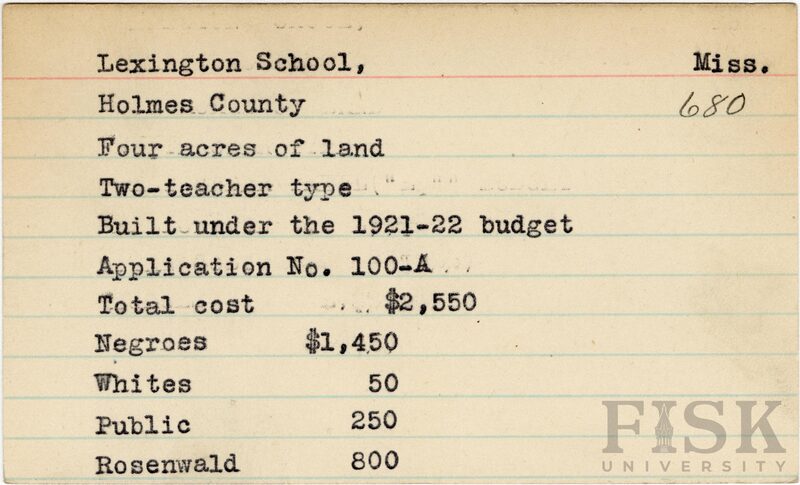 Lexington School, Miss.
Holmes County 680
Four acres of land
Two-teacher type
Built under the 1921-22 budget
Application No. 100-A
Total cost $2,550
Negroes $1,450
Whites 50
Public 250
Rosenwald 800
FISK
UNIVERSITY